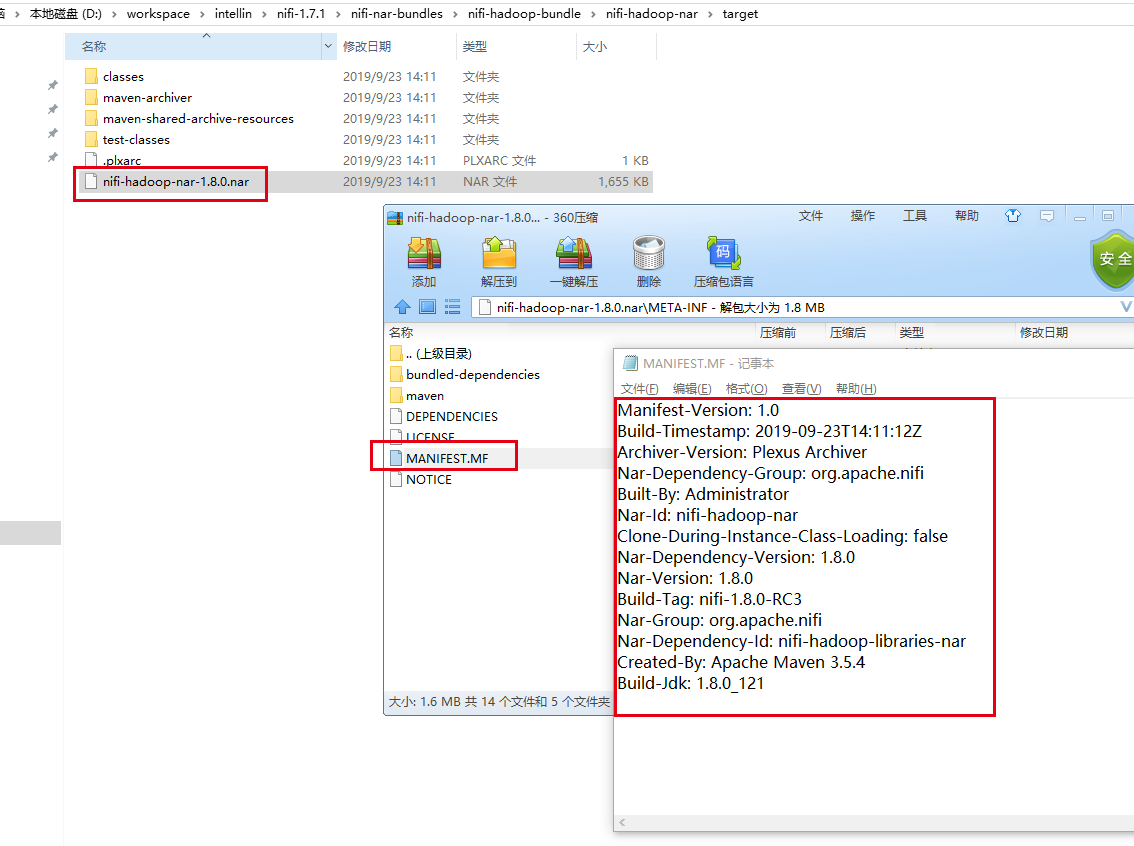 本地磁盘 (D:) › workspace › intellin › nifi-1.7.1 › nifi-nar-bundles › nifi-hadoop-bundle › nifi-hadoop-nar › target
名称 修改日期 类型 大小
classes 2019/9/23 14:11 文件夹
maven-archiver 2019/9/23 14:11 文件夹
maven-shared-archive-resources 2019/9/23 14:11 文件夹
test-classes 2019/9/23 14:11 文件夹
.plxarc 2019/9/23 14:11 PLXARC 文件 1 KB
nifi-hadoop-nar-1.8.0.nar 2019/9/23 14:11 NAR 文件 1,655 KB
nifi-hadoop-nar-1.8.0... - 360压缩 文件 操作 工具 帮助
添加 解压到 一键解压 删除 码 压缩包语言 安全
nifi-hadoop-nar-1.8.0.nar\META-INF - 解包大小为 1.8 MB
名称 压缩前 压缩后 类型 修改日期
.. (上级目录)
bundled-dependencies
maven
DEPENDENCIES
LICENSE
MANIFEST.MF
NOTICE
大小: 1.6 MB 共 14 个文件和 5 个文件夹
MANIFEST.MF - 记事本
文件(F) 编辑(E) 格式(O) 查看(V) 帮助(H)
Manifest-Version: 1.0
Build-Timestamp: 2019-09-23T14:11:12Z
Archiver-Version: Plexus Archiver
Nar-Dependency-Group: org.apache.nifi
Built-By: Administrator
Nar-Id: nifi-hadoop-nar
Clone-During-Instance-Class-Loading: false
Nar-Dependency-Version: 1.8.0
Nar-Version: 1.8.0
Build-Tag: nifi-1.8.0-RC3
Nar-Group: org.apache.nifi
Nar-Dependency-Id: nifi-hadoop-libraries-nar
Created-By: Apache Maven 3.5.4
Build-Jdk: 1.8.0_121